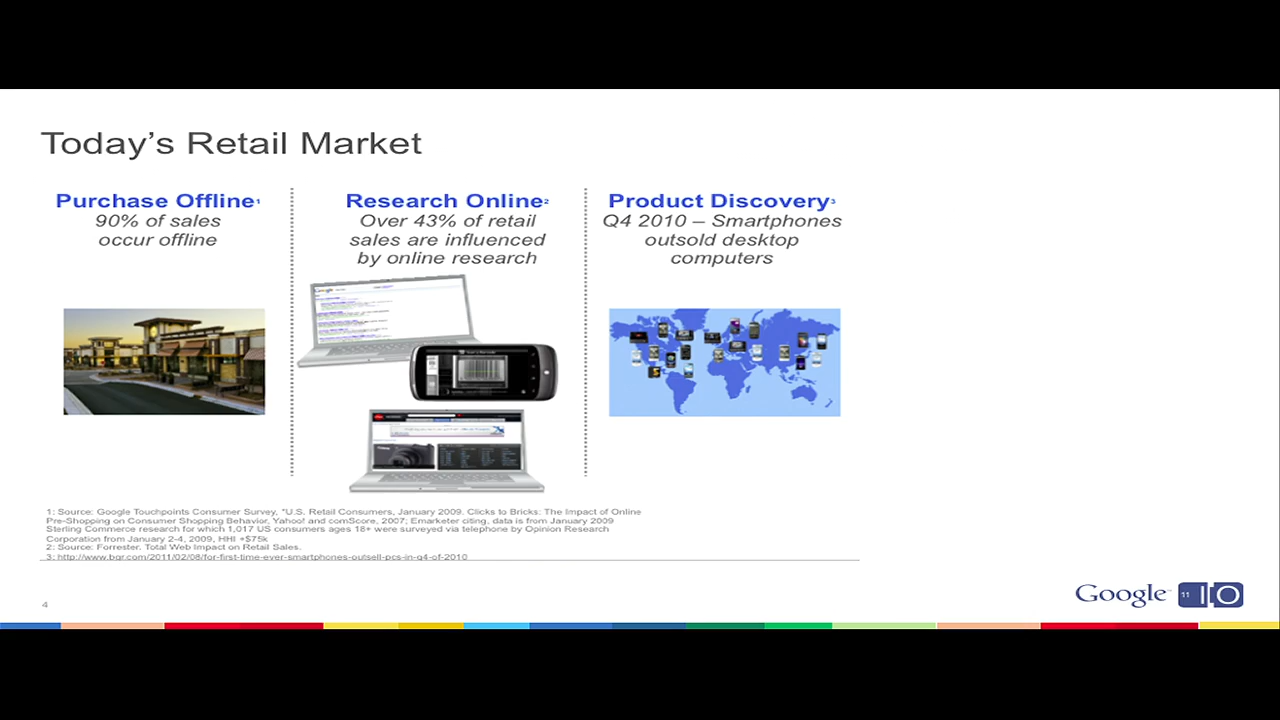 Today's Retail Market
Purchase Offline1
90% of sales
occur offline
Research Online2
Over 43% of retail
sales are influenced
by online research
Product Discovery3
Q4 2010 – Smartphones
outsold desktop
computers
1: Source: Google Touchpoints Consumer Survey, "U.S. Retail Consumers, January 2009. Clicks to Bricks: The Impact of Online
Pre-Shopping on Consumer Shopping Behavior, Yahoo! and comScore, 2007; Emarketer citing, data is from January 2009
Sterling Commerce research for which 1,017 US consumers ages 18+ were surveyed via telephone by Opinion Research
Corporation from January 2-4, 2009, HHI +$75k
2: Source: Forrester. Total Web Impact on Retail Sales.
3: http://www.bgr.com/2011/02/08/for-first-time-ever-smartphones-outsell-pcs-in-q4-of-2010
4
Google 11 IO